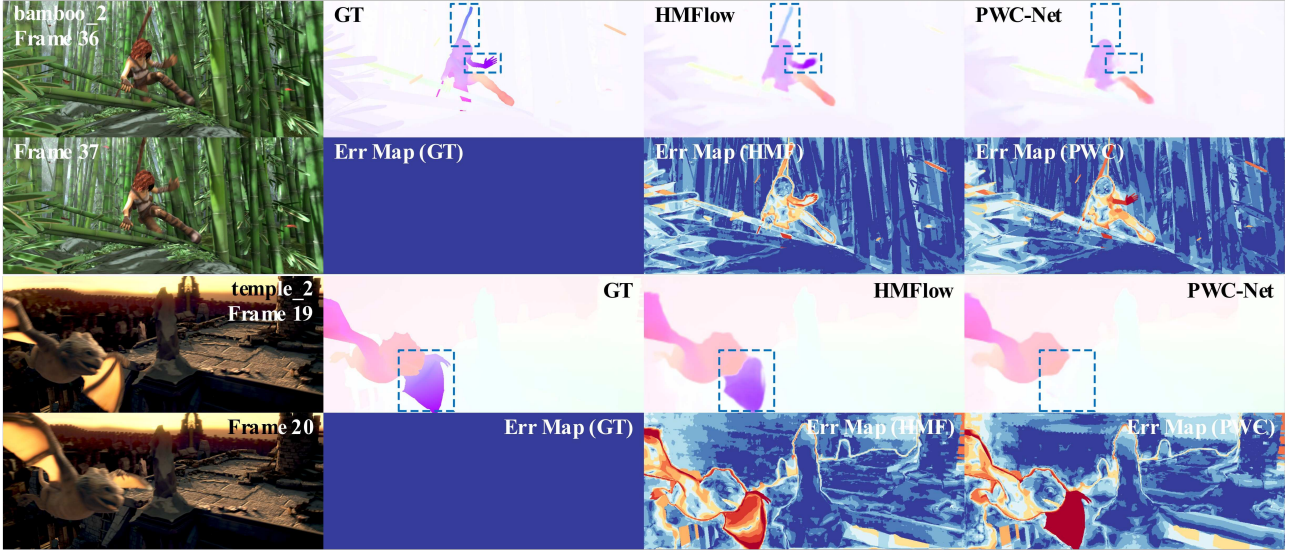 bamboo_2
Frame 36
GT
HMFlow
PWC-Net
Frame 37
Err Map (GT)
Err Map (HMF)
Err Map (PWC)
temple_2
Frame 19
GT
HMFlow
PWC-Net
Frame 20
Err Map (GT)
Err Map (HMF)
Err Map (PWC)